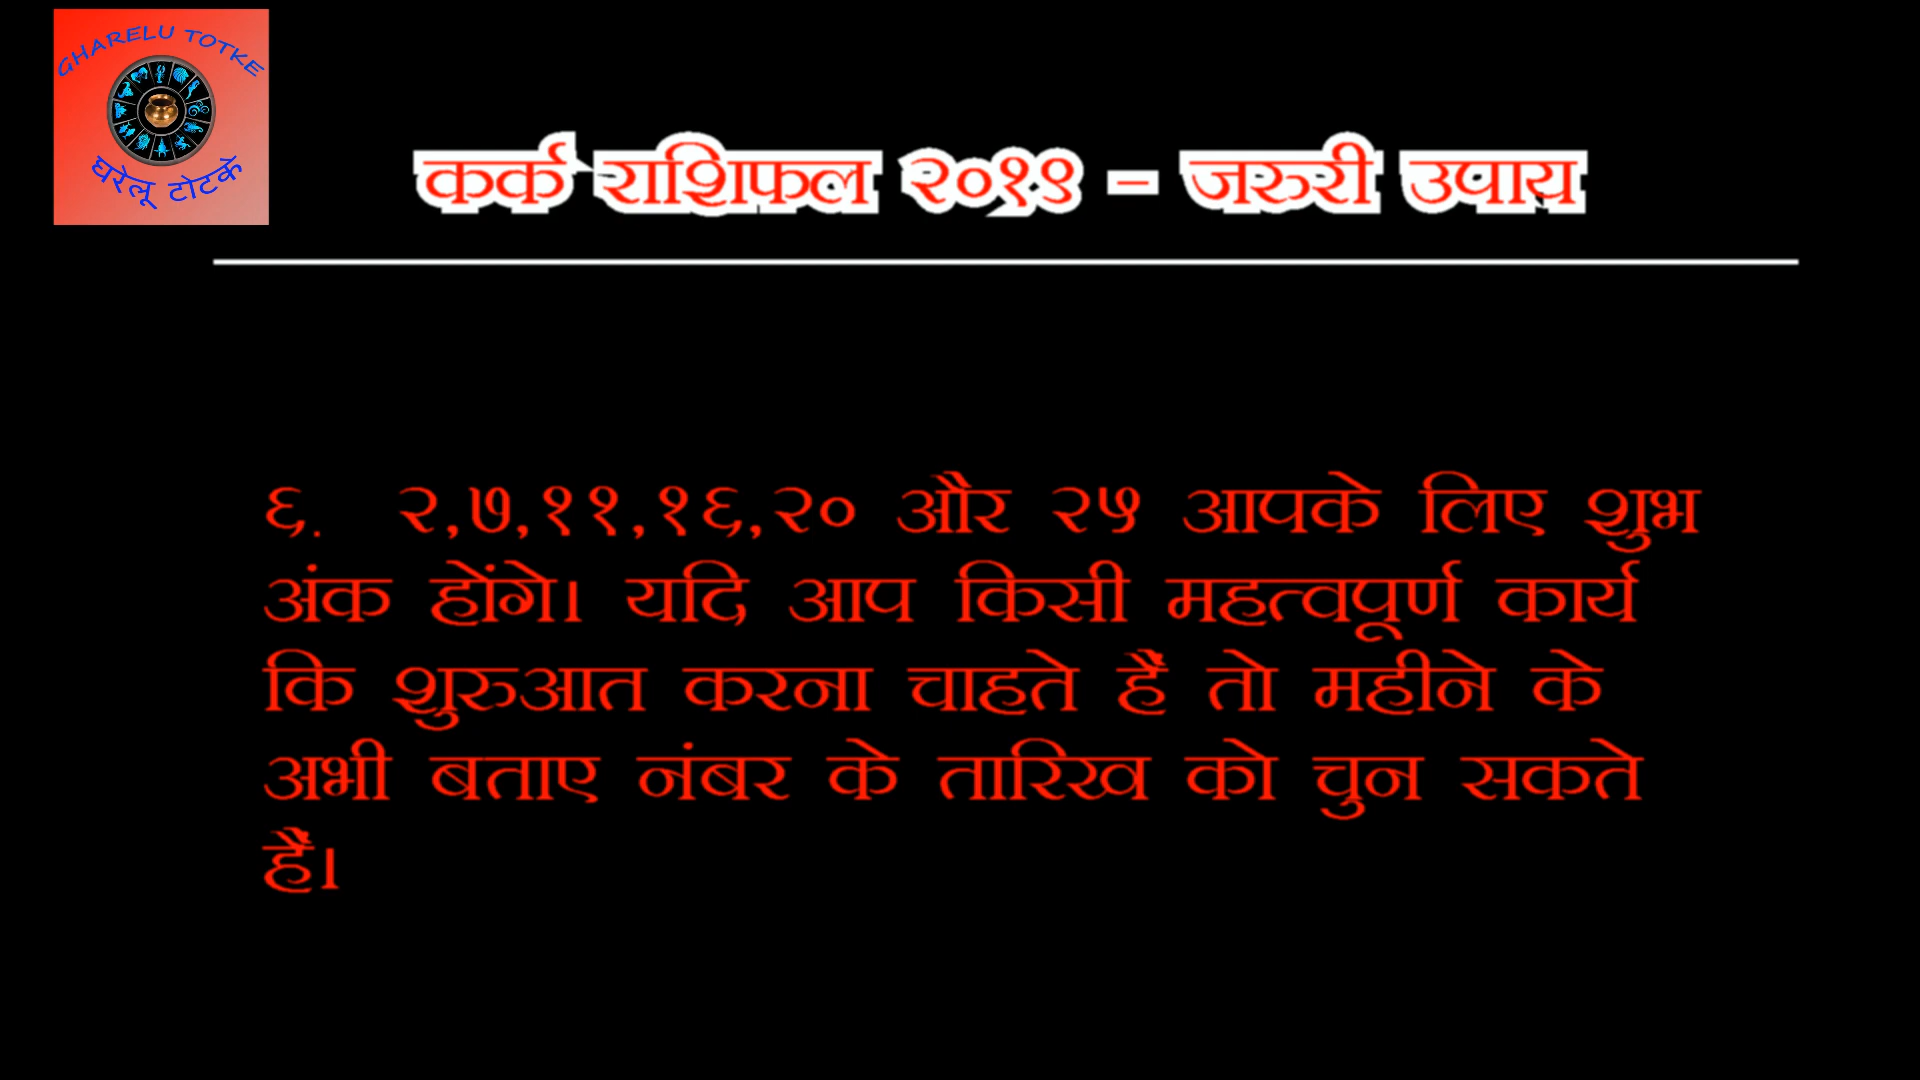 GHARELU TOTKE
घरेलू टोटके
कर्क राशिफल २०१९ - जरुरी उपाय
६. २,७,११,१६,२० और २५ आपके लिए शुभ
अंक होंगे। यदि आप किसी महत्वपूर्ण कार्य
कि शुरुआत करना चाहते हैं तो महीने के
अभी बताए नंबर के तारिख को चुन सकते
हैं।